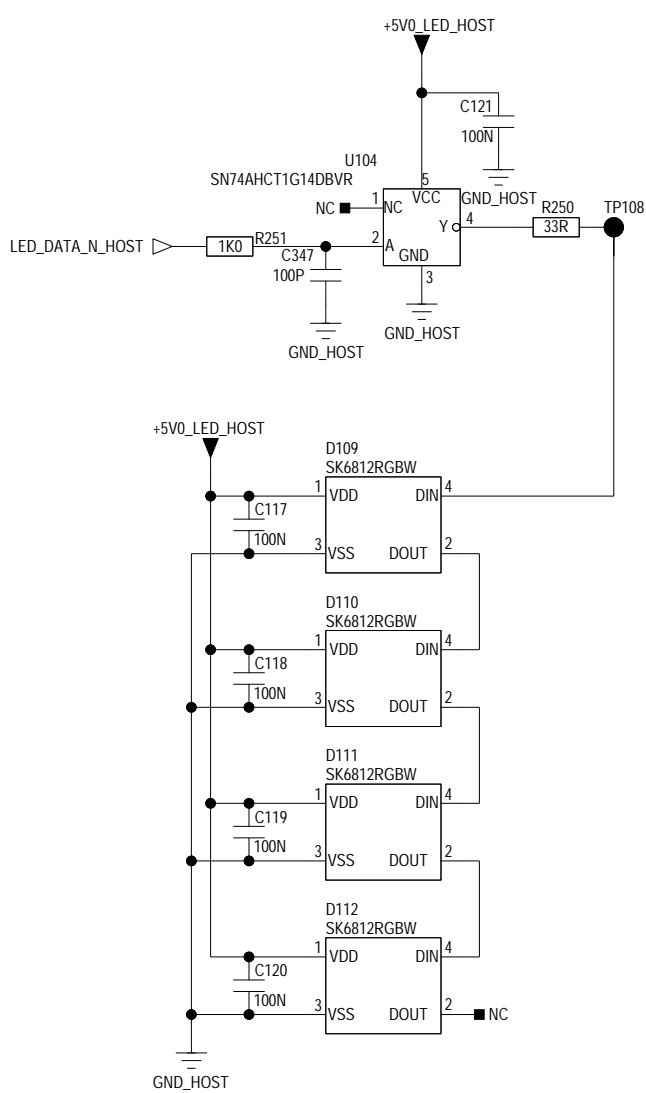 +5V0_LED_HOST
C121
100N
U104
SN74AHCT1G14DBVR
5
VCC
GND_HOST
NC
1
NC
Y
4
R250
33R
TP108
LED_DATA_N_HOST
1K0
R251
2
A
GND
C347
100P
3
GND_HOST
GND_HOST
+5V0_LED_HOST
D109
SK6812RGBW
1
VDD
DIN
4
C117
100N
3
VSS
DOUT
2
D110
SK6812RGBW
1
VDD
DIN
4
C118
100N
3
VSS
DOUT
2
D111
SK6812RGBW
1
VDD
DIN
4
C119
100N
3
VSS
DOUT
2
D112
SK6812RGBW
1
VDD
DIN
4
C120
100N
3
VSS
DOUT
2
NC
GND_HOST